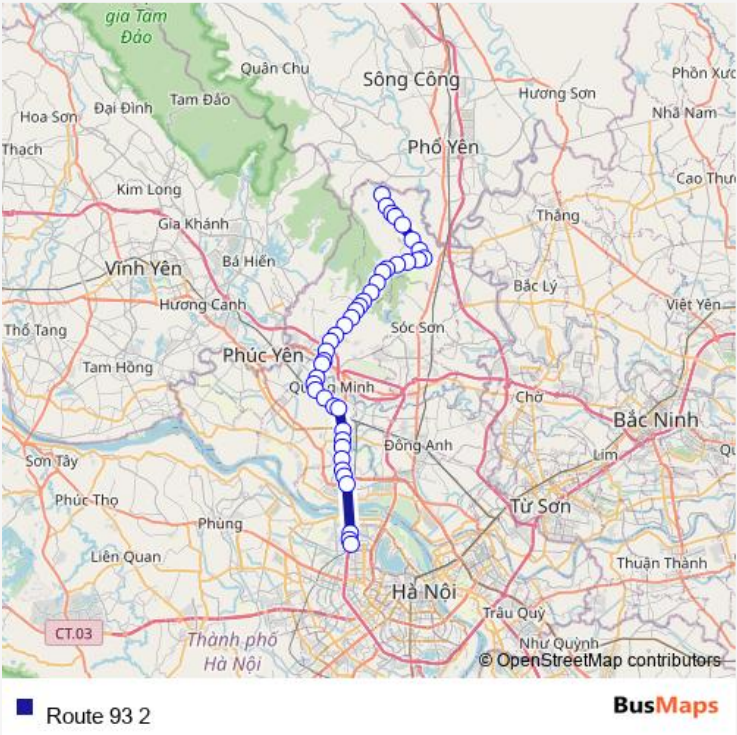 gia Tam
Đảo
Quân Chu
Sông Công
Phồn Xươ
Hoa Sơn
Đại Đình
Tam Đảo
Hương Sơn
Nhã Nam
Thạch
Phổ Yên
Kim Long
Cao Thư
Gia Khánh
Thắng
Vĩnh Yên
Bá Hiến
Bắc Lý
Hương Canh
Việt Yên
Thổ Tang
Sóc Sơn
Phúc Yên
Tam Hồng
Minh
Chờ
Bắc Ninh
Đông Anh
Lim
Sơn Tây
Phúc Thọ
Phùng
Từ Sơn
Liên Quan
Thuận Thành
Hà Nội
Trâu Quỳ
CT.03
Thành phố
Hà Nội
Như Quỳnh
© OpenStreetMap contributors
Route 93 2
BusMaps